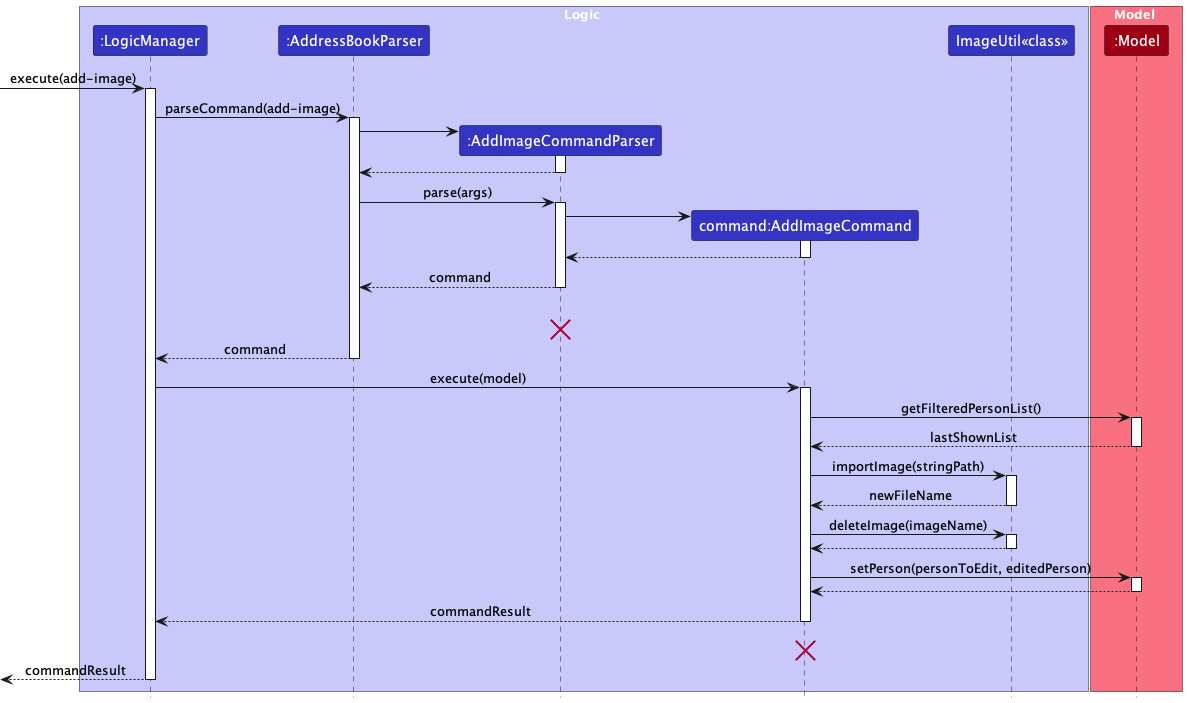 Logic
Model
:LogicManager
:AddressBookParser
ImageUtil«class»
:Model
execute(add-image)
parseCommand(add-image)
:AddImageCommandParser
parse(args)
command:AddImageCommand
command
command
execute(model)
getFilteredPersonList()
lastShownList
importImage(stringPath)
newFileName
deleteImage(imageName)
setPerson(personToEdit, editedPerson)
commandResult
commandResult